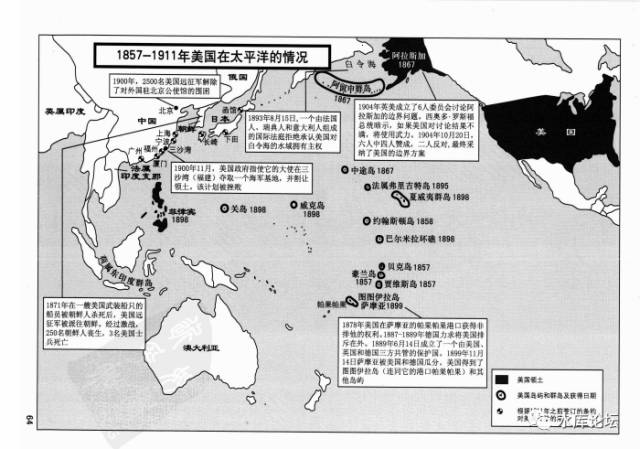 1857—1911年美国在太平洋的情况
1900年，2500名美国远征军解除
了对外国驻北京公使馆的围困
俄国
白令海
阿拉斯加
1867
阿留申群岛
1867
1893年8月15日，一个由法国
人、瑞典人和意大利人组成
的国际法庭拒绝承认美国对
白令海的水域拥有主权
1904年英美成立了6人委员会讨论阿
拉斯加的边界问题，西奥多·罗斯福
总统暗示，如果美国对讨论结果不
满，将使用武力。1904年10月20日，
六人中四人赞成，二人反对，最终采
纳了美国的边界方案
美国
英属印度
中国
北京
朝鲜
日本
函馆
上海
宁波
长崎
下田
三沙湾
福州
广州
厦门
法属
印度支那
1900年11月，美国政府指使它的大使在三
沙湾（福建）夺取一个海军基地，并割让
领土，该计划被挫败
菲律宾
1898
关岛 1898
威克岛
1898
中途岛 1867
法属弗里吉特岛 1895
夏威夷群岛 1898
约翰斯顿岛 1858
巴尔米拉环礁 1898
贝克岛 1857
豪兰岛
1857
贾维斯岛 1857
帕果帕果
图图伊拉岛
萨摩亚 1899
荷属东印度群岛
澳大利亚
1871年在一艘美国武装船只的
船员被朝鲜人杀死后，美国远
征军被派往朝鲜。经过激战，
250名朝鲜人丧生，3名美国士
兵死亡
1878年美国在萨摩亚的帕果帕果港口获得非
排他的权利。1887-1889年德国力求将美国排
斥在外。1889年6月14日成立了一个由美国、
英国和德国三方共管的保护国。1899年11月
14日萨摩亚被美国和德国瓜分，美国得到了
图图伊拉岛（连同它的港口帕果帕果）和其
他岛屿
美国领土
美国岛屿和群岛及获得日期
根据
年之前签订的条约
对
水库论坛
64